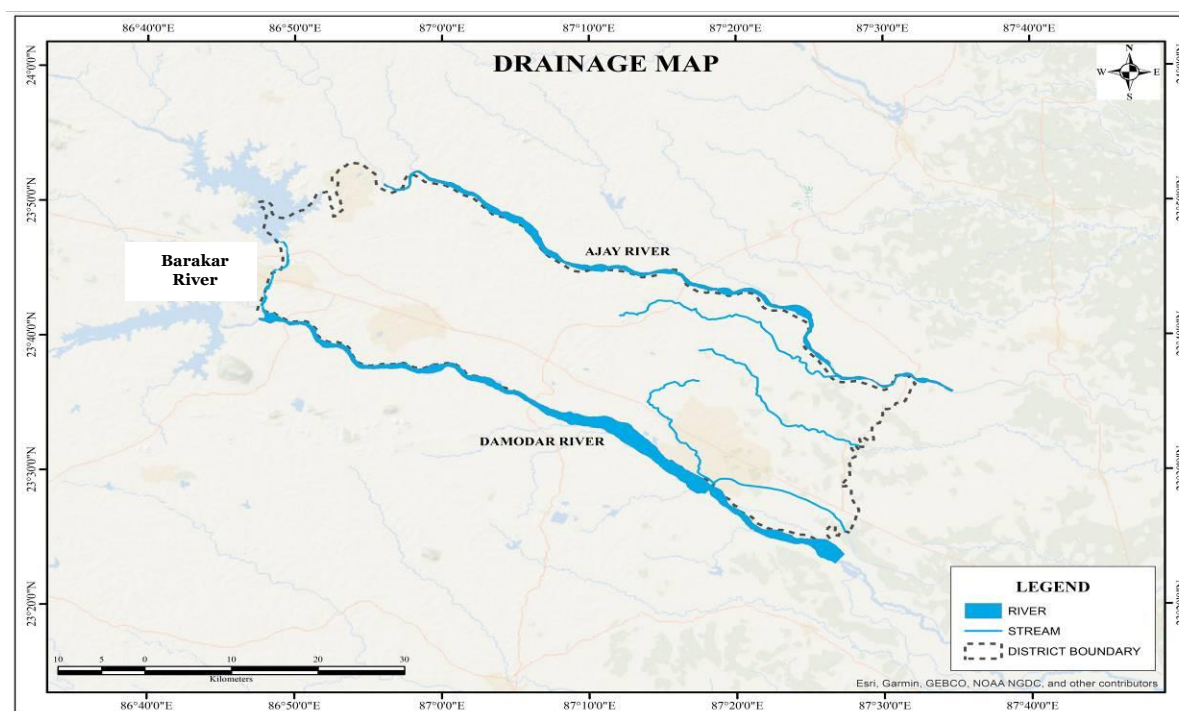 86°40'0"E 86°50'0"E 87°0'0"E 87°10'0"E 87°20'0"E 87°30'0"E 87°40'0"E
DRAINAGE MAP
N
W E
S
24°0'0"N
23°50'0"N
23°40'0"N
23°30'0"N
23°20'0"N
AJAY RIVER
Barakar
River
DAMODAR RIVER
LEGEND
RIVER
STREAM
DISTRICT BOUNDARY
10 5 0 10 20 30
Kilometers
Esri, Garmin, GEBCO, NOAA NGDC, and other contributors
86°40'0"E 86°50'0"E 87°0'0"E 87°10'0"E 87°20'0"E 87°30'0"E 87°40'0"E